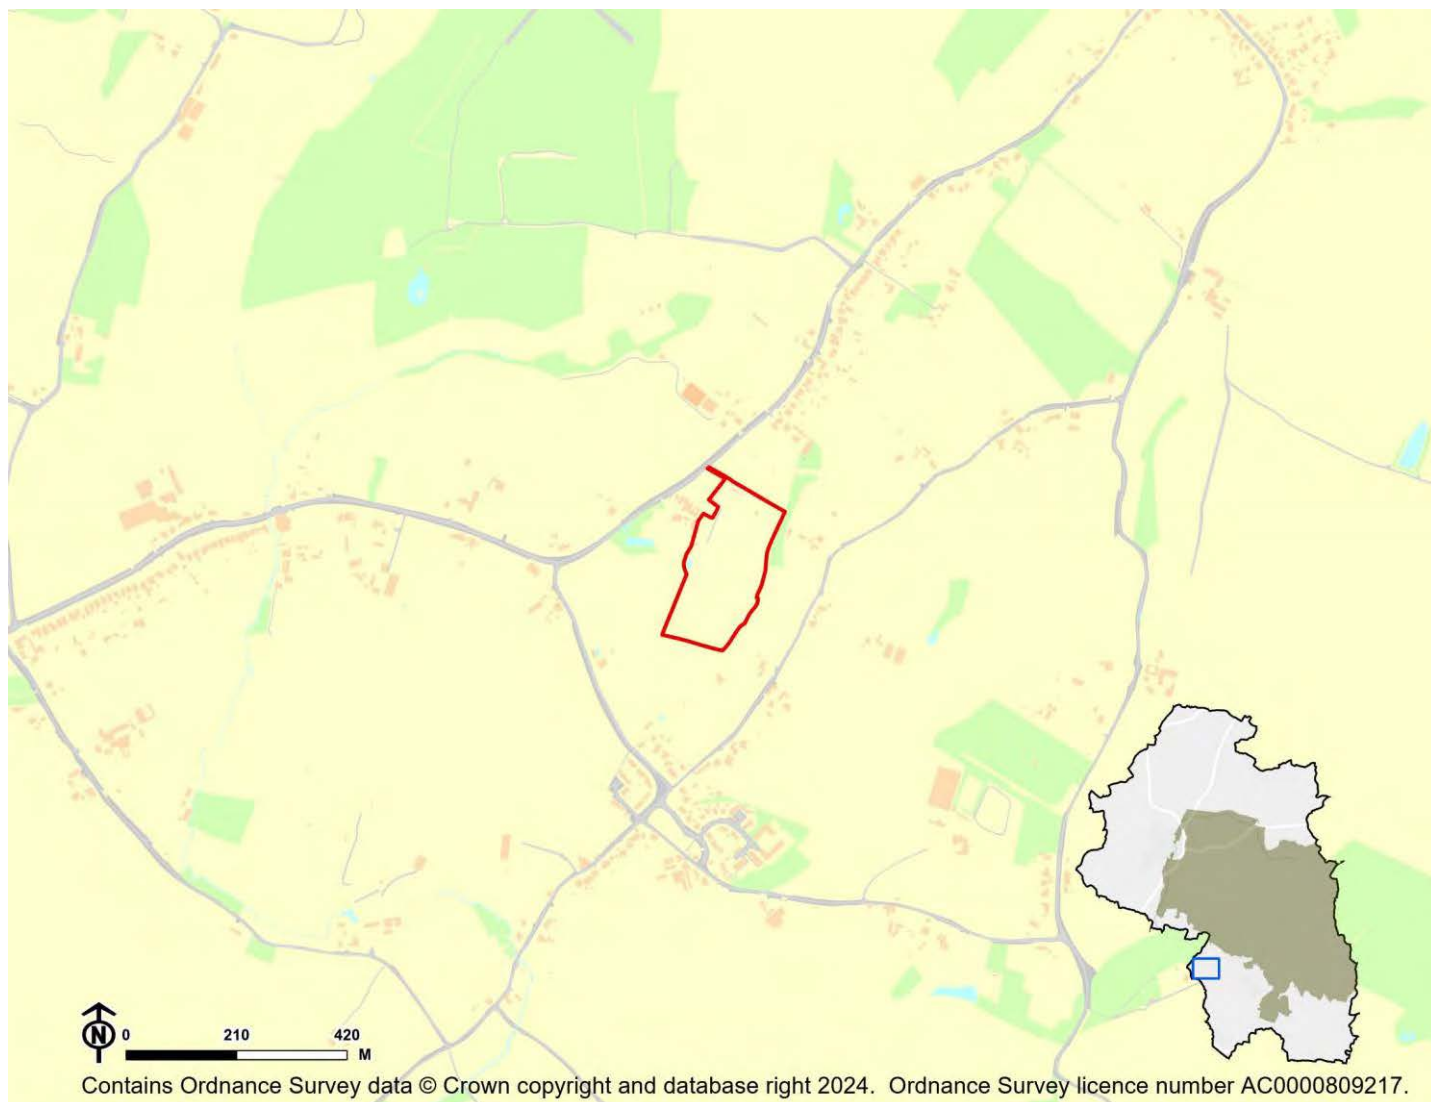 N
0 210 420
M
Contains Ordnance Survey data © Crown copyright and database right 2024. Ordnance Survey licence number AC0000809217.